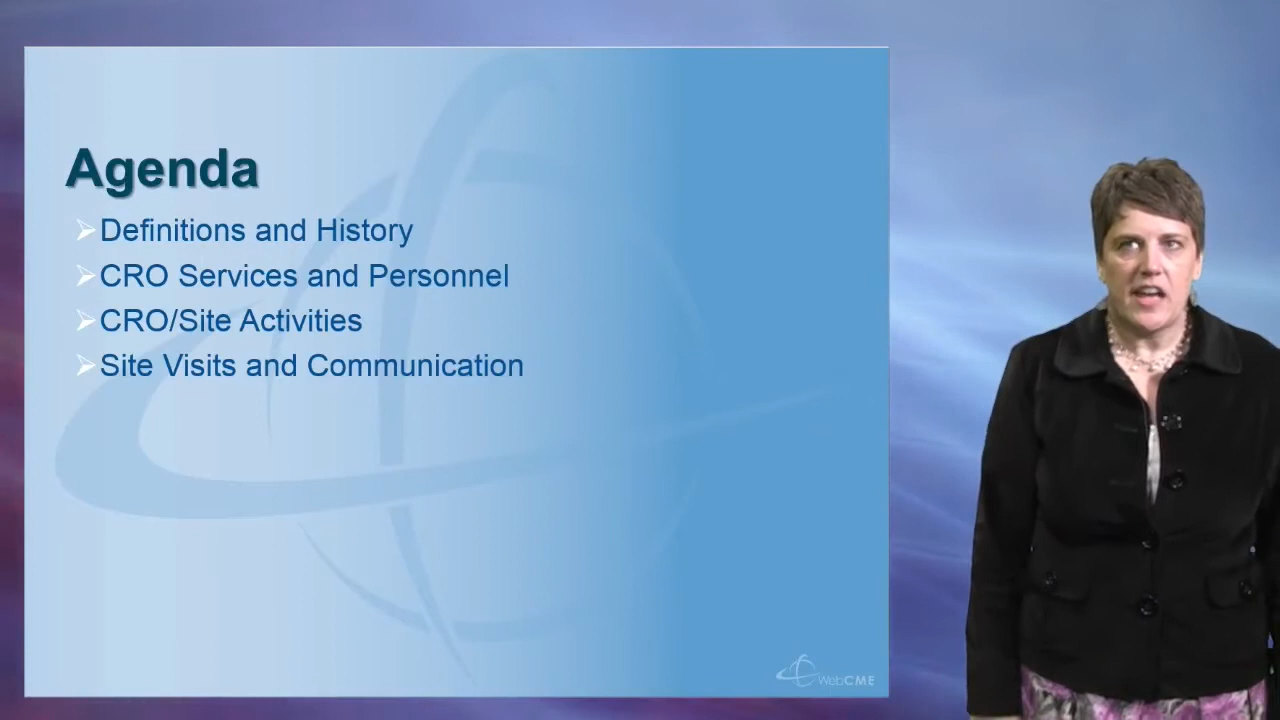 Agenda
Definitions and History
CRO Services and Personnel
CRO/Site Activities
Site Visits and Communication
WebCME